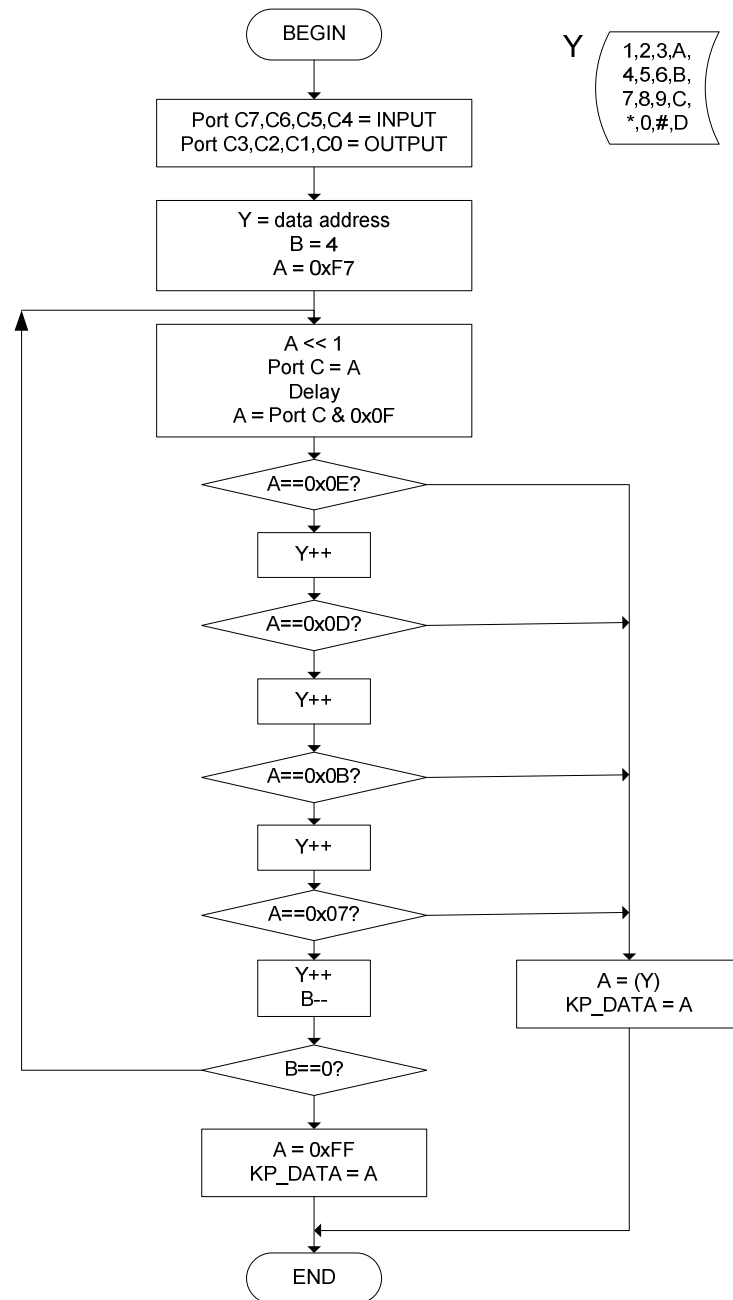 BEGIN
Y
1,2,3,A,
4,5,6,B,
7,8,9,C,
*,0,#,D
Port C7,C6,C5,C4 = INPUT
Port C3,C2,C1,C0 = OUTPUT
Y = data address
B = 4
A = 0xF7
A << 1
Port C = A
Delay
A = Port C & 0x0F
A==0x0E?
Y++
A==0x0D?
Y++
A==0x0B?
Y++
A==0x07?
Y++
B--
A = (Y)
KP_DATA = A
B==0?
A = 0xFF
KP_DATA = A
END